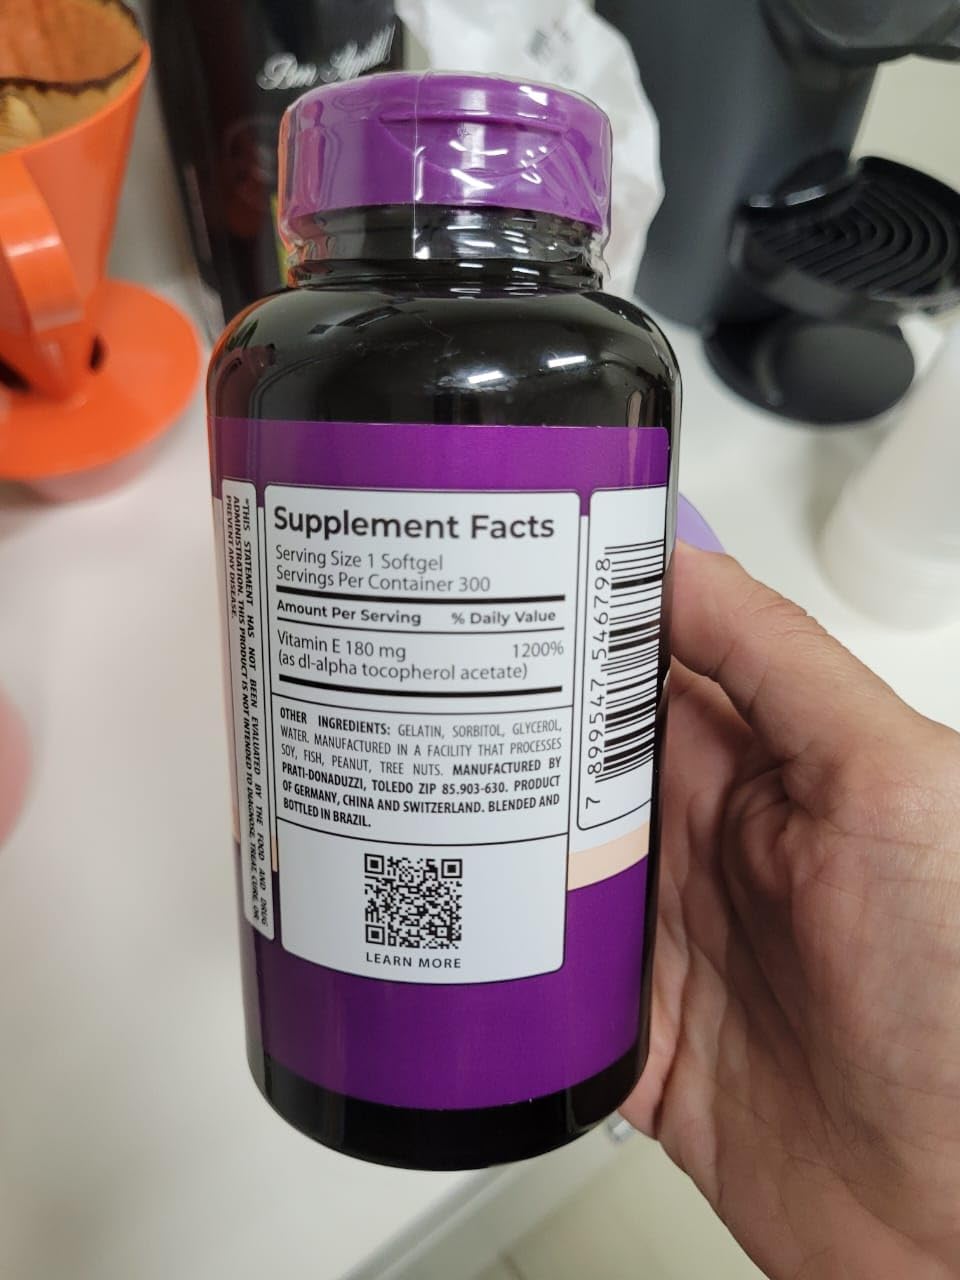 Bon Appétit
*THIS STATEMENT HAS NOT BEEN EVALUATED BY THE FOOD AND DRUG
ADMINISTRATION. THIS PRODUCT IS NOT INTENDED TO DIAGNOSE, TREAT, CURE, OR
PREVENT ANY DISEASE.
Supplement Facts
Serving Size 1 Softgel
Servings Per Container 300
Amount Per Serving % Daily Value
Vitamin E 180 mg 1200%
(as dl-alpha tocopherol acetate)
OTHER INGREDIENTS: GELATIN, SORBITOL, GLYCEROL,
WATER. MANUFACTURED IN A FACILITY THAT PROCESSES
SOY, FISH, PEANUT, TREE NUTS. MANUFACTURED BY
PRATI-DONADUZZI, TOLEDO ZIP 85.903-630. PRODUCT
OF GERMANY, CHINA AND SWITZERLAND. BLENDED AND
BOTTLED IN BRAZIL.
LEARN MORE
7 899547 546798